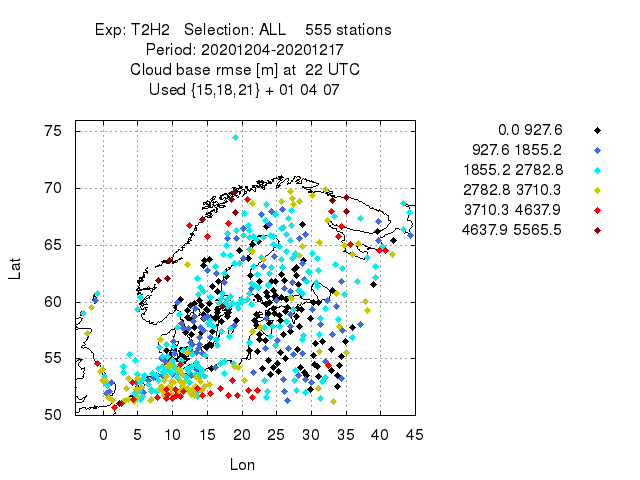 Exp: T2H2 Selection: ALL 555 stations
Period: 20201204-20201217
Cloud base rmse [m] at 22 UTC
Used {15,18,21} + 01 04 07
0.0 927.6
927.6 1855.2
1855.2 2782.8
2782.8 3710.3
3710.3 4637.9
4637.9 5565.5
75
70
65
60
55
50
Lat
0 5 10 15 20 25 30 35 40 45
Lon